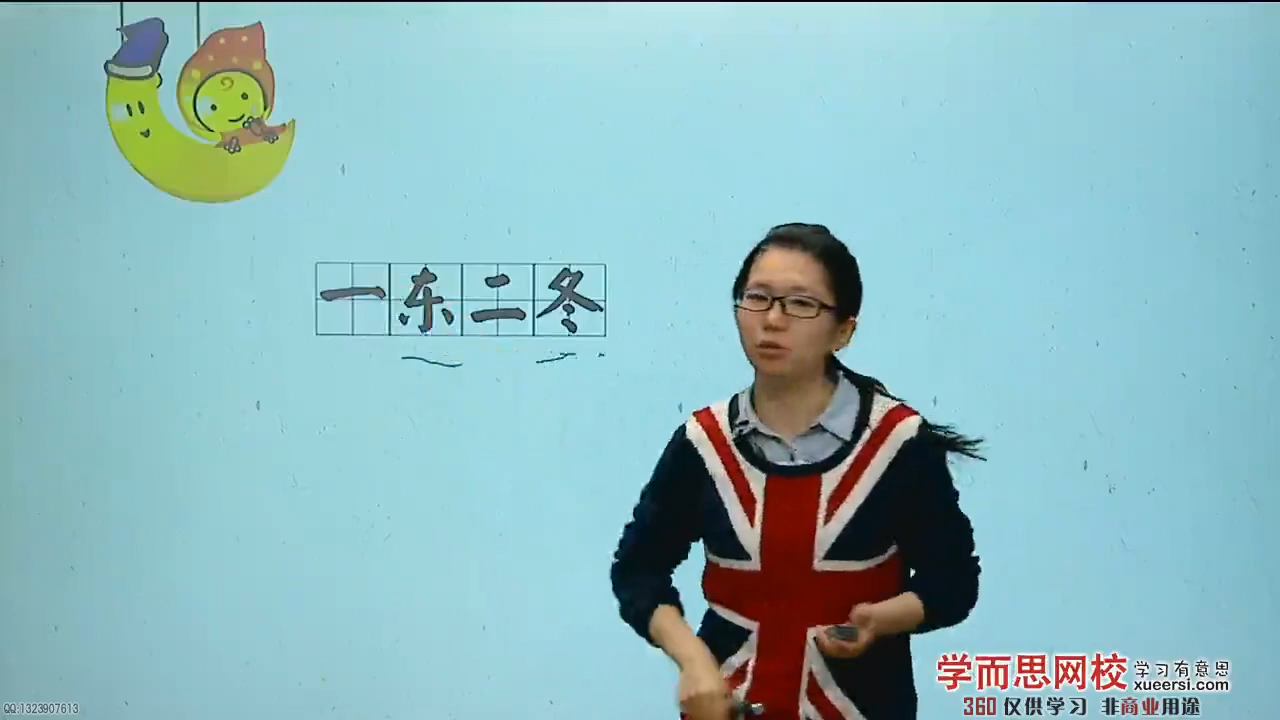 一东二冬
学而思网校 学习有意思
xueersi.com
360 仅供学习 非商业用途
QQ:1323907613